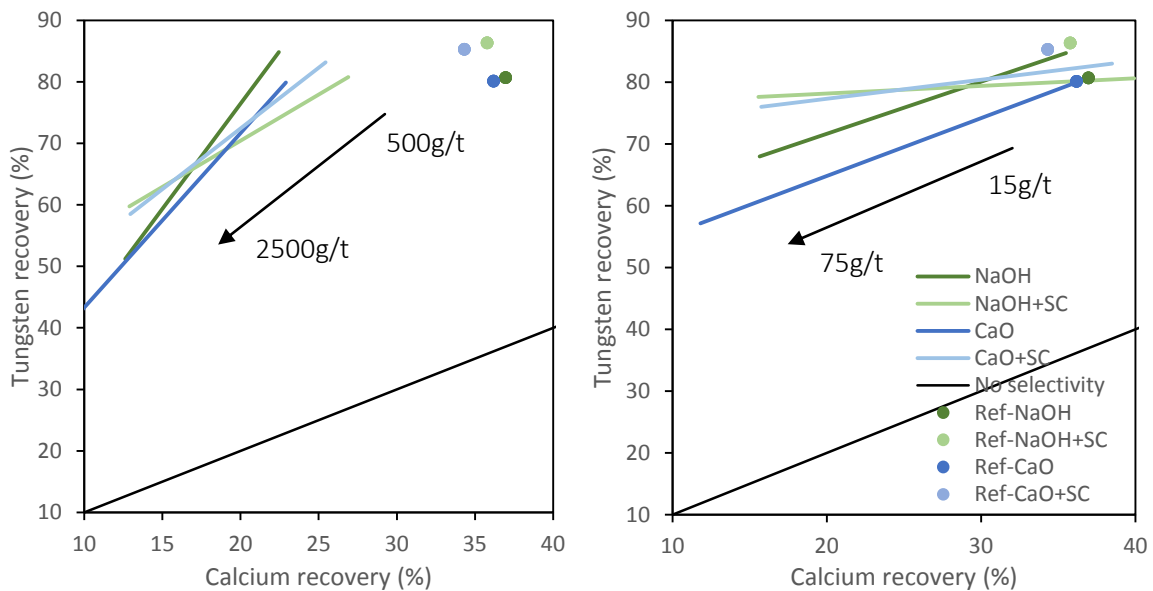 90
80
70
60
50
40
30
20
10
Tungsten recovery (%)
500g/t
2500g/t
10
15
20
25
30
35
40
Calcium recovery (%)
90
80
70
60
50
40
30
20
10
Tungsten recovery (%)
15g/t
75g/t
NaOH
NaOH+SC
CaO
CaO+SC
No selectivity
Ref-NaOH
Ref-NaOH+SC
Ref-CaO
Ref-CaO+SC
10
20
30
40
Calcium recovery (%)